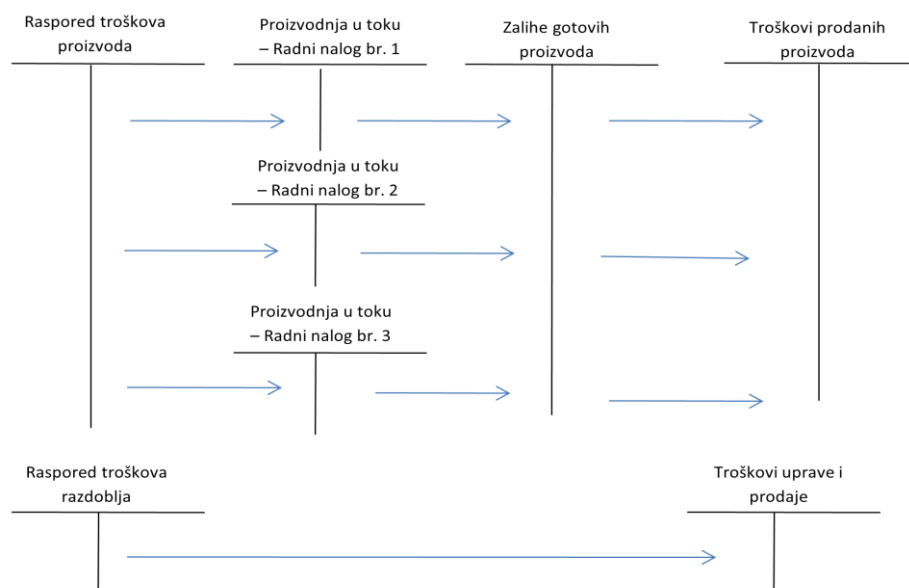 Raspored troškova
proizvoda
Proizvodnja u toku
– Radni nalog br. 1
Zalihe gotovih
proizvoda
Troškovi prodanih
proizvoda
Proizvodnja u toku
– Radni nalog br. 2
Proizvodnja u toku
– Radni nalog br. 3
Raspored troškova
razdoblja
Troškovi uprave i
prodaje